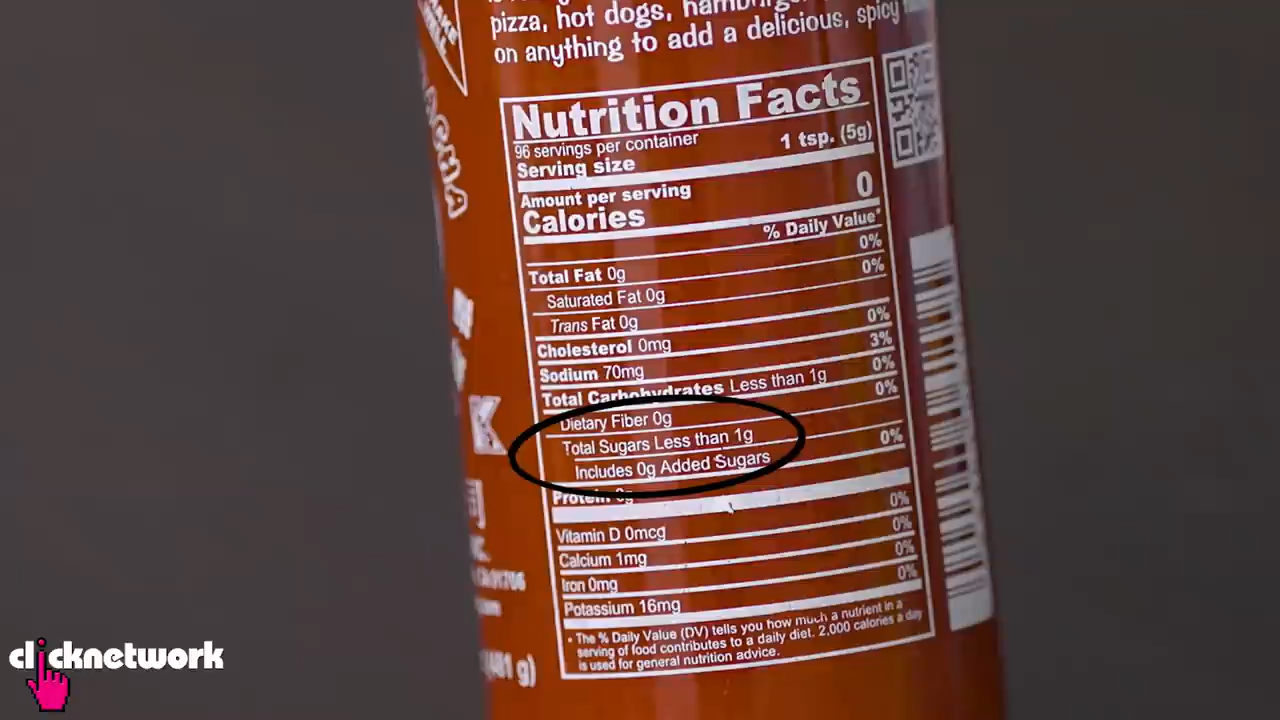 pizza, hot dogs,
on anything to add a delicious, spicy
Nutrition Facts
96 servings per container
Serving size 1 tsp. (5g)
Amount per serving
Calories 0
% Daily Value*
Total Fat 0g 0%
Saturated Fat 0g 0%
Trans Fat 0g
Cholesterol 0mg 0%
Sodium 70mg 3%
Total Carbohydrates Less than 1g 0%
Dietary Fiber 0g 0%
Total Sugars Less than 1g
Includes 0g Added Sugars 0%
Protein 0g
Vitamin D 0mcg 0%
Calcium 1mg 0%
Iron 0mg 0%
Potassium 16mg 0%
• The % Daily Value (DV) tells you how much a nutrient in a
serving of food contributes to a daily diet. 2,000 calories a day
is used for general nutrition advice.
K
clicknetwork